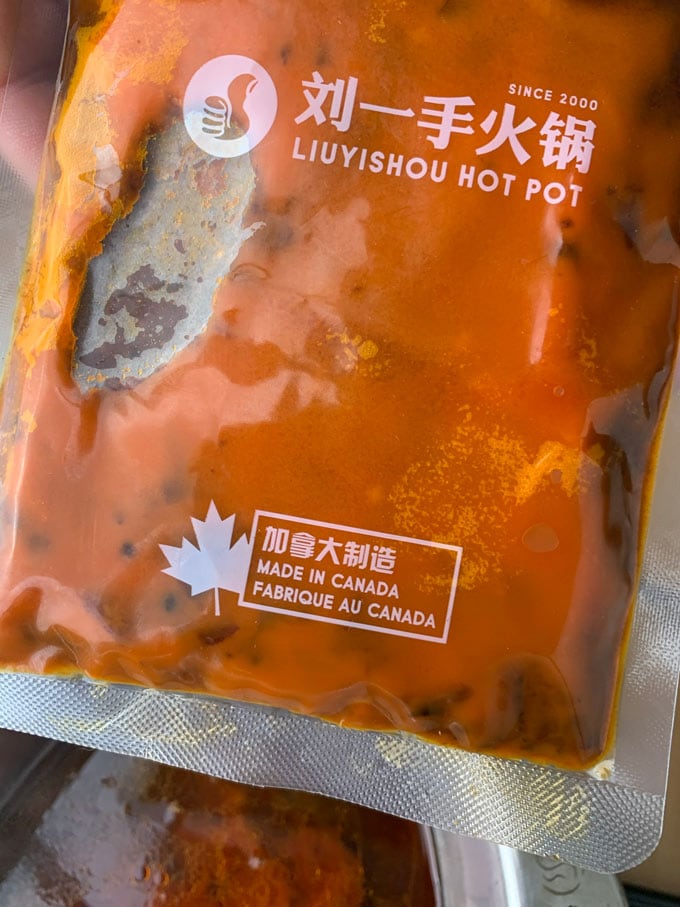 SINCE 2000
刘一手火锅
LIUYISHOU HOT POT
加拿大制造
MADE IN CANADA
FABRIQUE AU CANADA